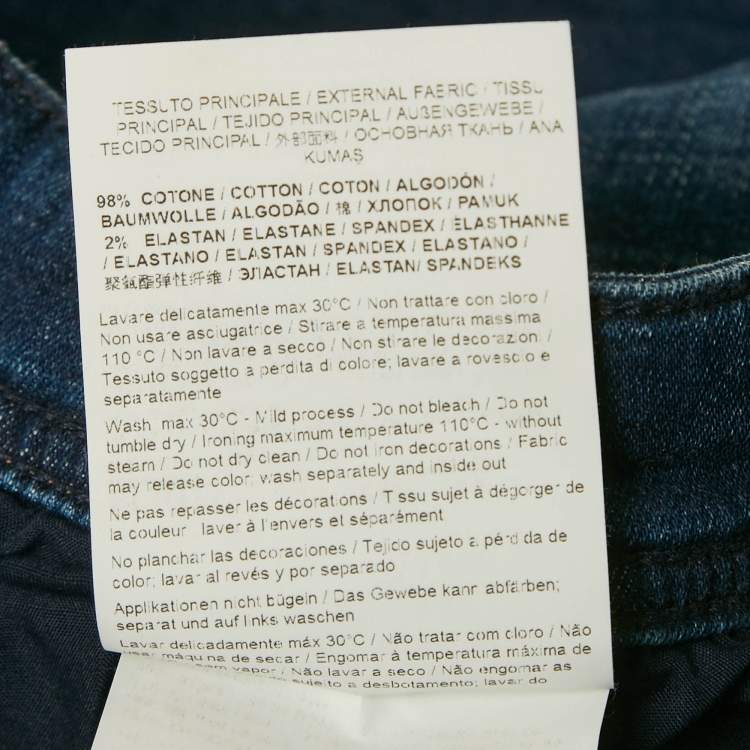 TESSUTO PRINCIPALE / EXTERNAL FABRIC / TISSU
PRINCIPAL / TEJIDO PRINCIPAL / AUßENGEWEBE /
TECIDO PRINCIPAL / 外部面料 / ОСНОВНАЯ ТКАНЬ / ANA
KUMAŞ
98% COTONE / COTTON / COTON / ALGODÓN /
BAUMWOLLE / ALGODÃO / 棉 / ХЛОПОК / PAMUK
2% ELASTAN / ELASTANE / SPANDEX / ELASTHANNE
/ ELASTANO / ELASTAN / SPANDEX / ELASTANO /
聚氨酯弹性纤维 / ЭЛАСТАН / ELASTAN/ SPANDEKS
Lavare delicatamente max 30°C / Non trattare con cloro /
Non usare asciugatrice / Stirare a temperatura massima
110 °C / Non lavare a secco / Non stirare le decorazioni /
Tessuto soggetto a perdita di colore; lavare a rovescio e
separatamente
Wash max 30°C - Mild process / Do not bleach / Do not
tumble dry / Ironing maximum temperature 110°C - without
steam / Do not dry clean / Do not iron decorations / Fabric
may release color; wash separately and inside out
Ne pas repasser les décorations / Tissu sujet à dégorger de
la couleur laver à l'envers et séparément
No planchar las decoraciones / Tejido sujeto a pérdida de
color; lavar al revés y por separado
Applikationen nicht bügeln / Das Gewebe kann abfärben;
separat und auf links waschen
Lavar delicadamente máx 30°C / Não tratar com cloro / Não
usar máquina de secar / Engomar à temperatura máxima de
sem vapor / Não lavar a seco / Não engomar as
sujeito a desbotamento; lavar do